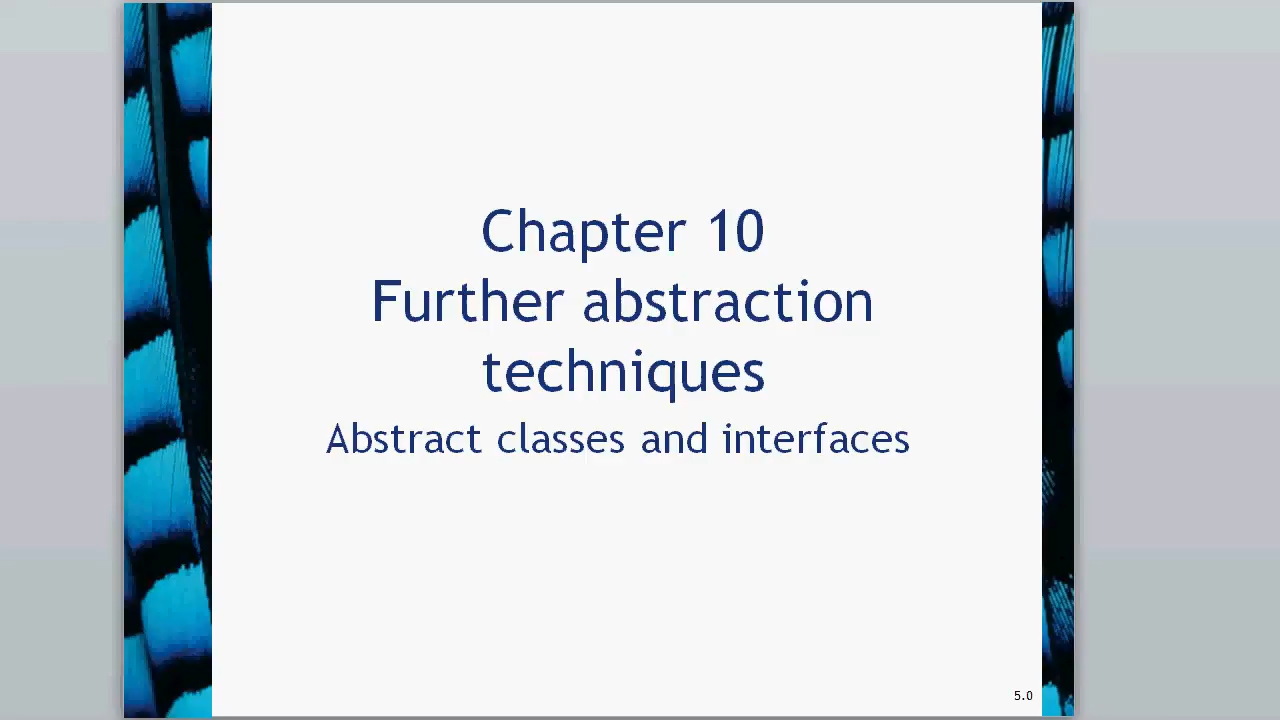 Chapter 10
Further abstraction
techniques
Abstract classes and interfaces
5.0